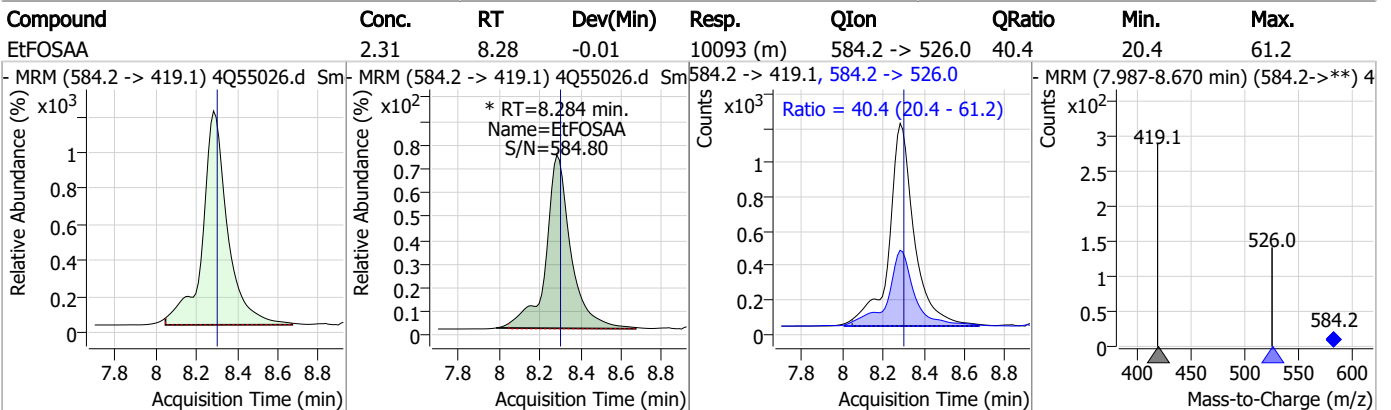 Compound Conc. RT Dev(Min) Resp. QIon QRatio Min. Max.
EtFOSAA 2.31 8.28 -0.01 10093 (m) 584.2 -> 526.0 40.4 20.4 61.2
- MRM (584.2 -> 419.1) 4Q55026.d Sm
x10³
Relative Abundance (%)
1
0.8
0.6
0.4
0.2
0
7.8 8 8.2 8.4 8.6 8.8
Acquisition Time (min)
- MRM (584.2 -> 419.1) 4Q55026.d Sm
x10²
* RT=8.284 min.
Name=EtFOSAA
S/N=584.80
Relative Abundance (%)
0.8
0.7
0.6
0.5
0.4
0.3
0.2
0.1
0
7.8 8 8.2 8.4 8.6 8.8
Acquisition Time (min)
584.2 -> 419.1, 584.2 -> 526.0
x10³
Ratio = 40.4 (20.4 - 61.2)
Counts
1
0.8
0.6
0.4
0.2
0
7.8 8 8.2 8.4 8.6 8.8
Acquisition Time (min)
- MRM (7.987-8.670 min) (584.2->**) 4
x10²
Counts
3
2.5
2
1.5
1
0.5
0
419.1
526.0
584.2
400 450 500 550 600
Mass-to-Charge (m/z)